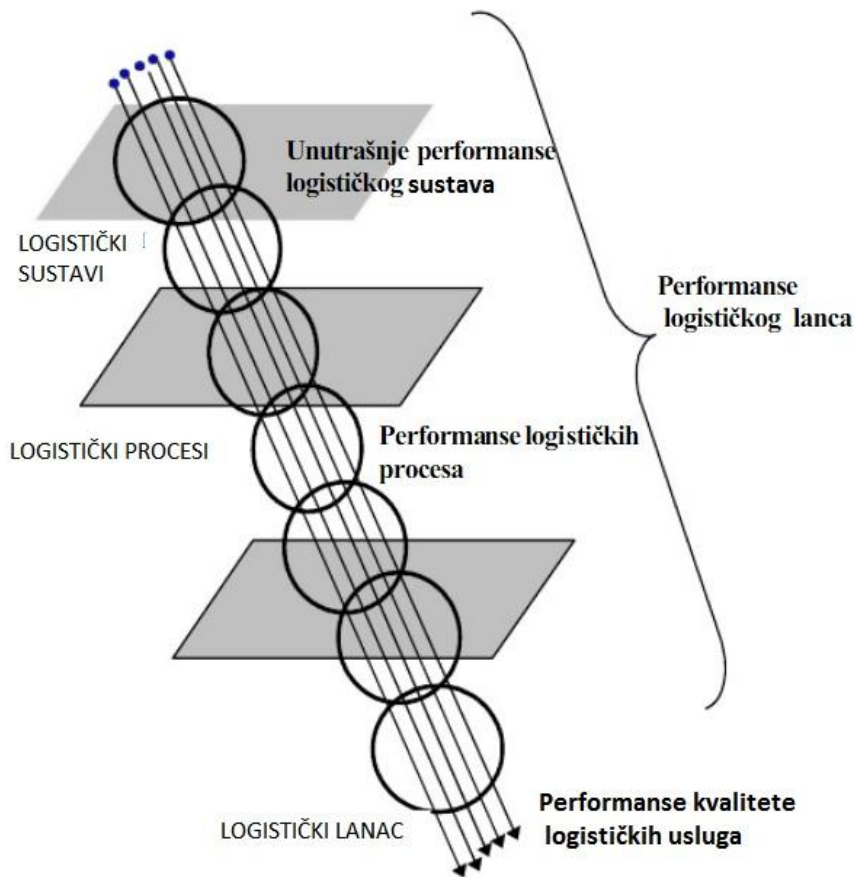 Unutrašnje performanse
logističkog sustava
LOGISTIČKI
SUSTAVI
Performanse
logističkog lanca
LOGISTIČKI PROCESI
Performanse logističkih
procesa
LOGISTIČKI LANAC
Performanse kvalitete
logističkih usluga